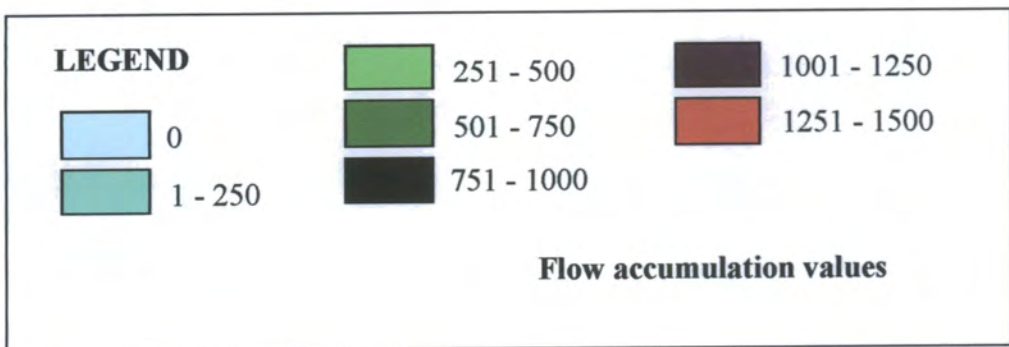 LEGEND
0
1 - 250
251 - 500
501 - 750
751 - 1000
1001 - 1250
1251 - 1500
Flow accumulation values